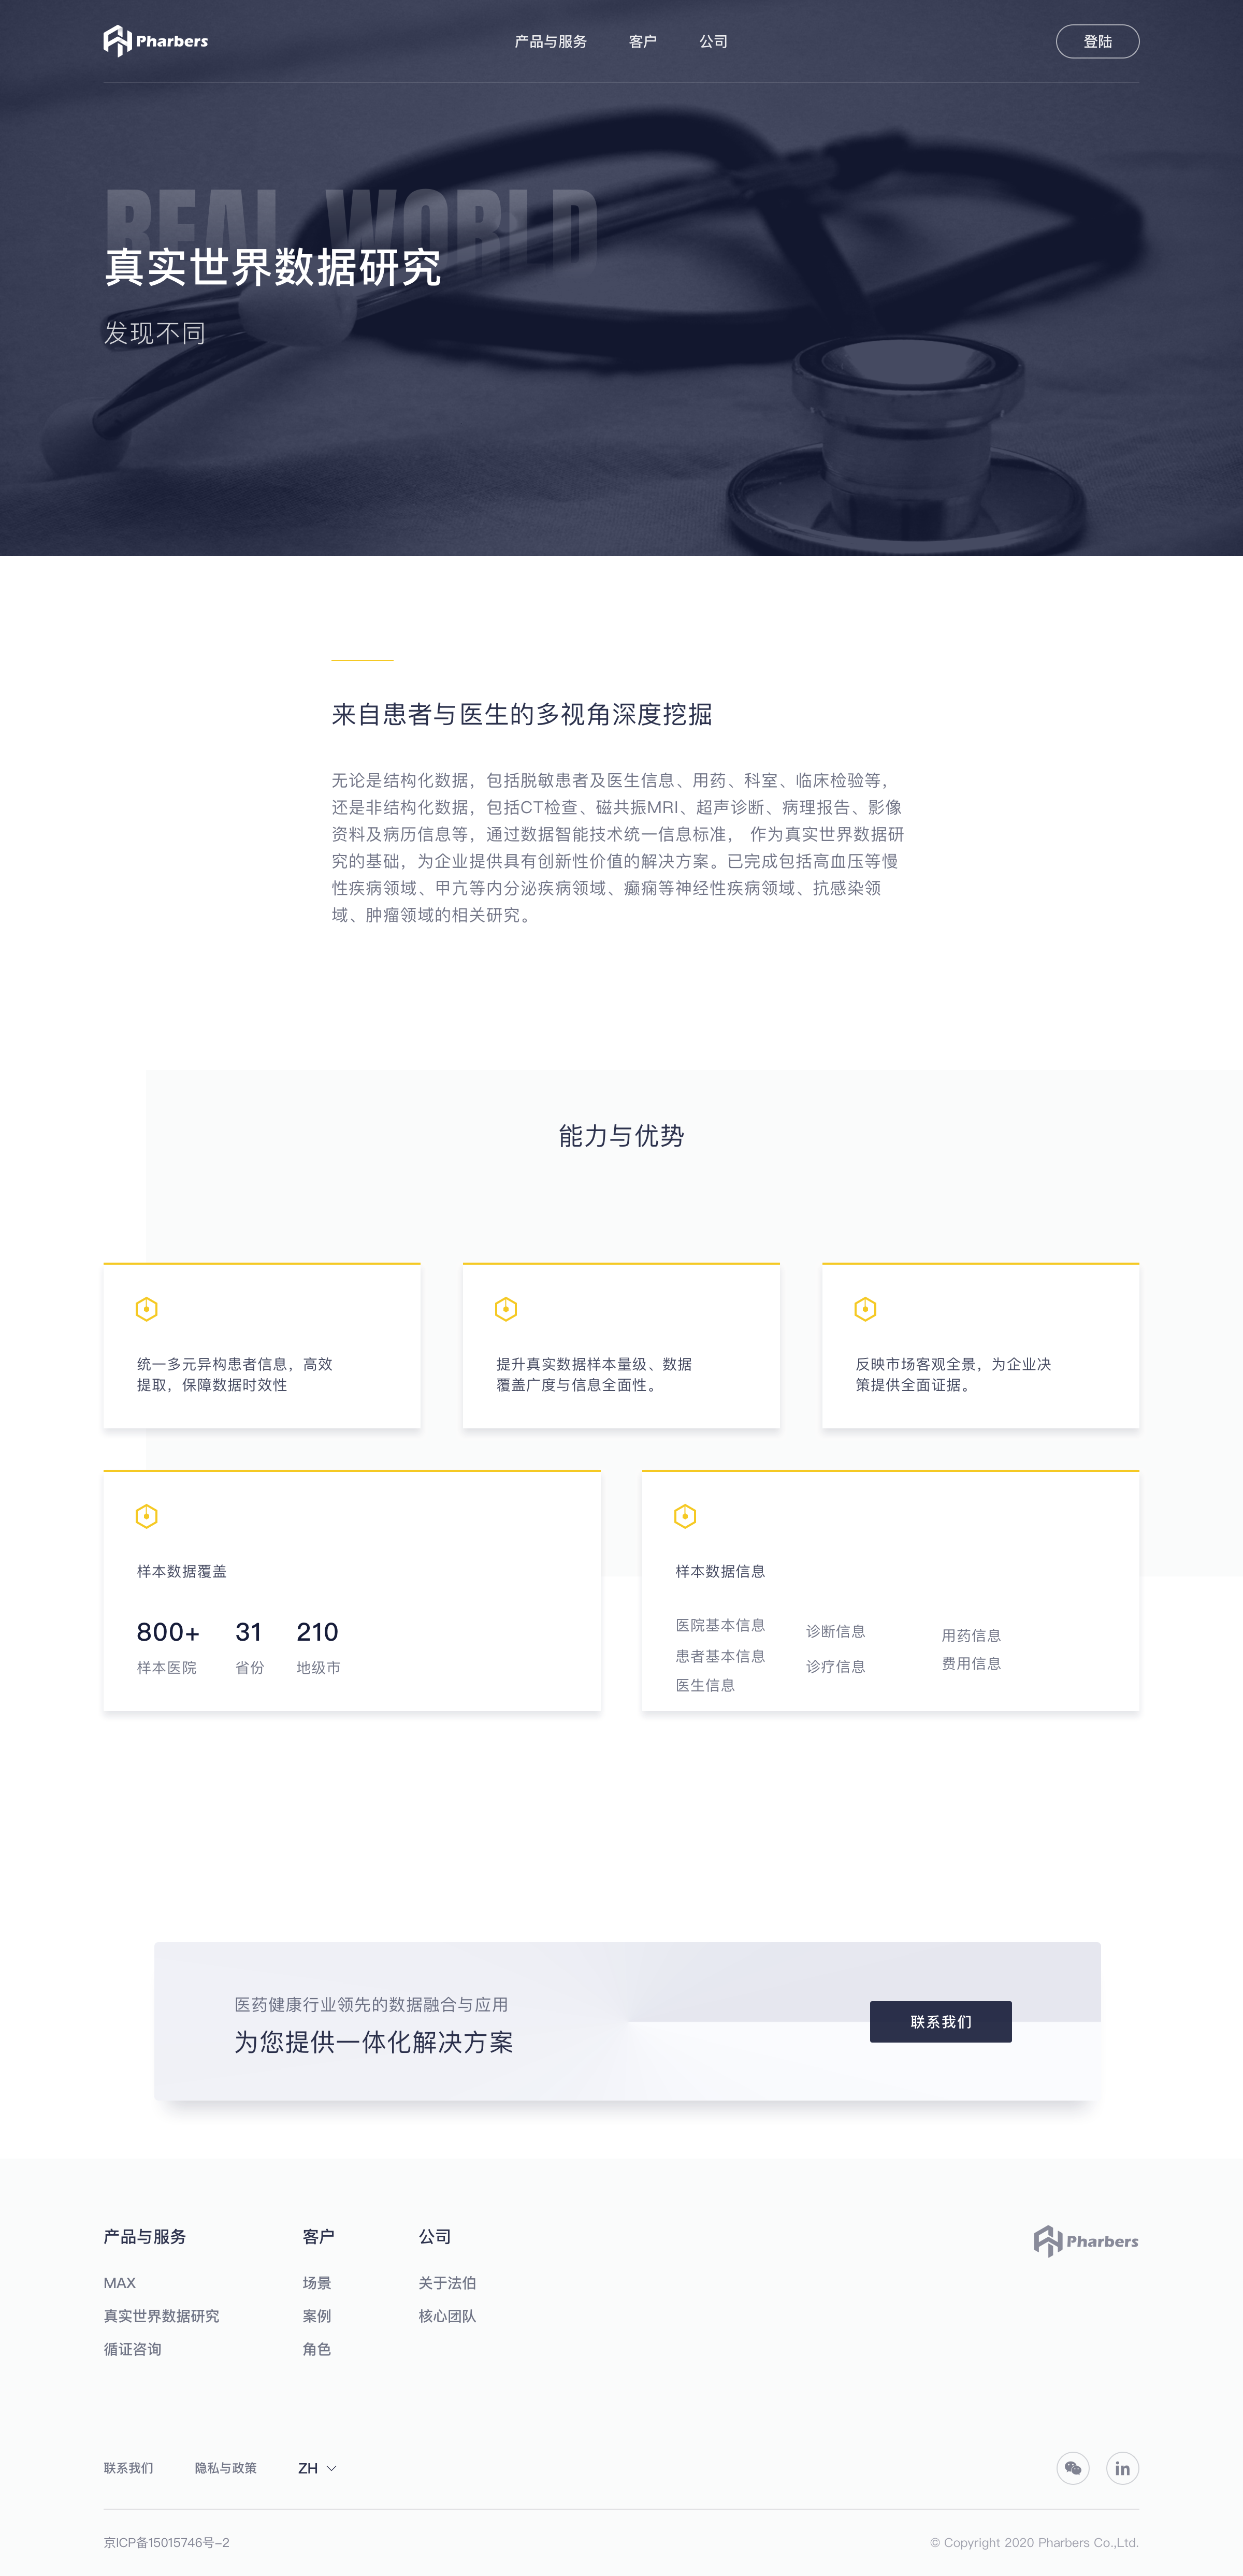 Pharbers
产品与服务
客户
公司
登陆
REAL WORLD
真实世界数据研究
发现不同
来自患者与医生的多视角深度挖掘
无论是结构化数据，包括脱敏患者及医生信息、用药、科室、临床检验等，
还是非结构化数据，包括CT检查、磁共振MRI、超声诊断、病理报告、影像
资料及病历信息等，通过数据智能技术统一信息标准， 作为真实世界数据研
究的基础，为企业提供具有创新性价值的解决方案。已完成包括高血压等慢
性疾病领域、甲亢等内分泌疾病领域、癫痫等神经性疾病领域、抗感染领
域、肿瘤领域的相关研究。
能力与优势
统一多元异构患者信息，高效
提取，保障数据时效性
提升真实数据样本量级、数据
覆盖广度与信息全面性。
反映市场客观全景，为企业决
策提供全面证据。
样本数据覆盖
800+
样本医院
31
省份
210
地级市
样本数据信息
医院基本信息
患者基本信息
医生信息
诊断信息
诊疗信息
用药信息
费用信息
医药健康行业领先的数据融合与应用
为您提供一体化解决方案
联系我们
产品与服务
MAX
真实世界数据研究
循证咨询
客户
场景
案例
角色
公司
关于法伯
核心团队
Pharbers
联系我们
隐私与政策
ZH
in
京ICP备15015746号-2
© Copyright 2020 Pharbers Co.,Ltd.